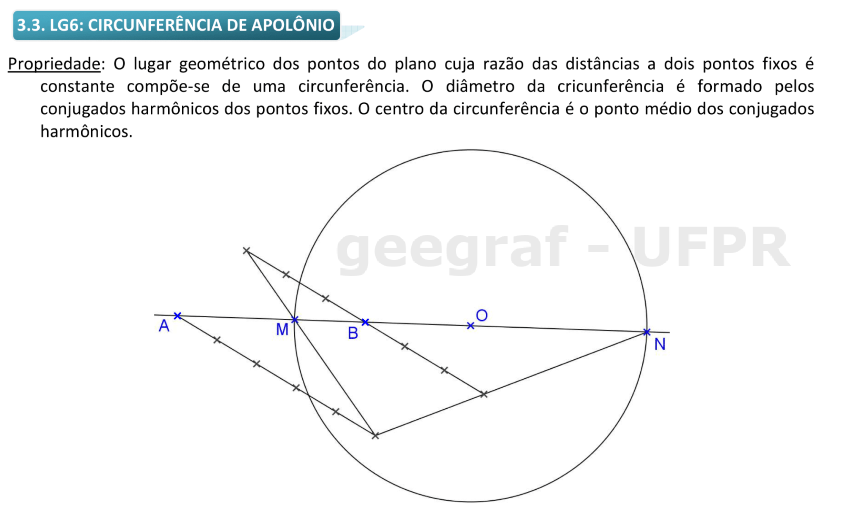 3.3. LG6: CIRCUNFERÊNCIA DE APOLÔNIO
Propriedade: O lugar geométrico dos pontos do plano cuja razão das distâncias a dois pontos fixos é
constante compõe-se de uma circunferência. O diâmetro da cricunferência é formado pelos
conjugados harmônicos dos pontos fixos. O centro da circunferência é o ponto médio dos conjugados
harmônicos.
geegraf - UFPR
A
M
B
O
N